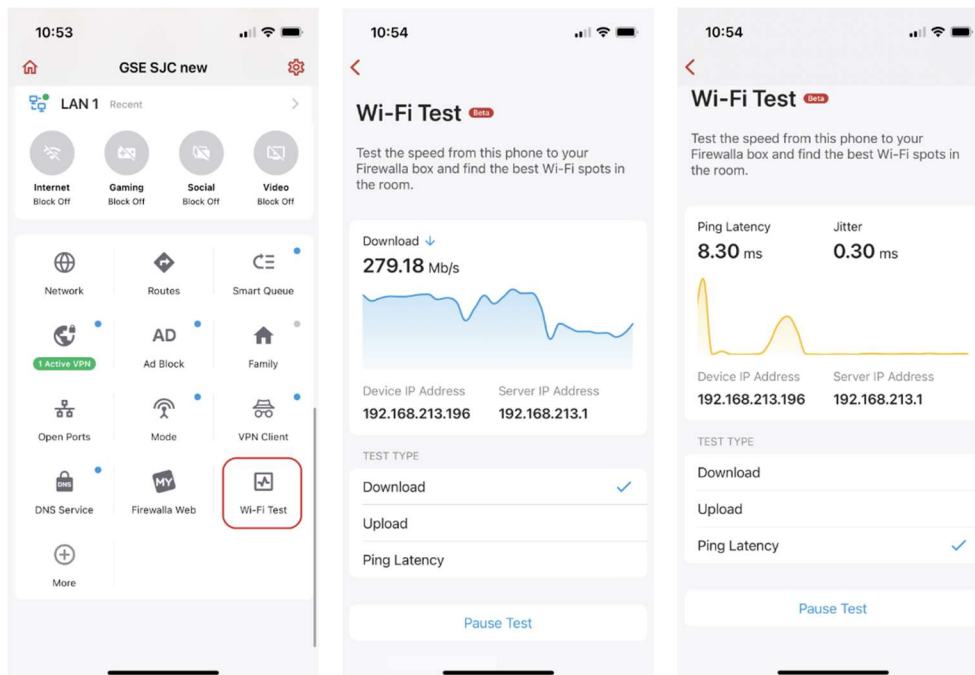 10:53
GSE SJC new
LAN 1 Recent
Internet Gaming Social Video
Block Off Block Off Block Off Block Off
Network Routes Smart Queue
1 Active VPN Ad Block Family
AD
Open Ports Mode VPN Client
DNS
MY
DNS Service Firewalla Web Wi-Fi Test
More
10:54
Wi-Fi Test Beta
Test the speed from this phone to your
Firewalla box and find the best Wi-Fi spots in
the room.
Download ↓
279.18 Mb/s
Device IP Address Server IP Address
192.168.213.196 192.168.213.1
TEST TYPE
Download
Upload
Ping Latency
Pause Test
10:54
Wi-Fi Test Beta
Test the speed from this phone to your
Firewalla box and find the best Wi-Fi spots in
the room.
Ping Latency Jitter
8.30 ms 0.30 ms
Device IP Address Server IP Address
192.168.213.196 192.168.213.1
TEST TYPE
Download
Upload
Ping Latency
Pause Test